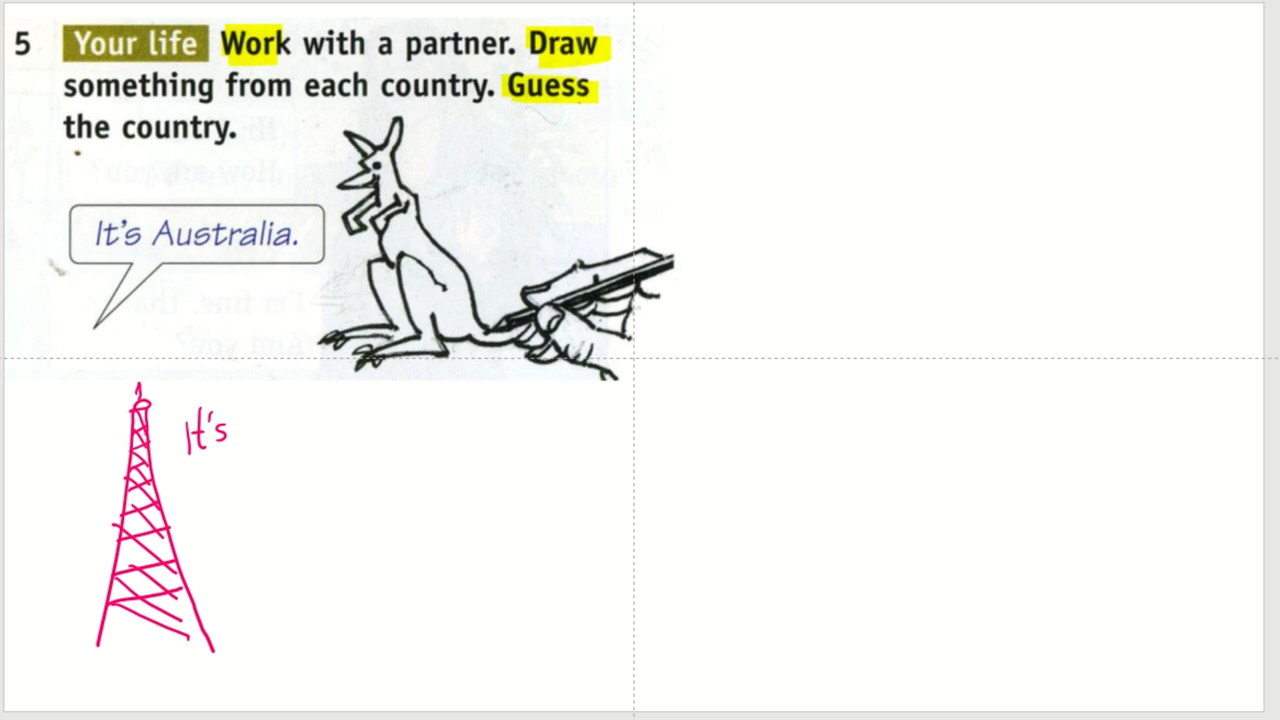 5 Your life Work with a partner. Draw
something from each country. Guess
the country.
It's Australia.
It's